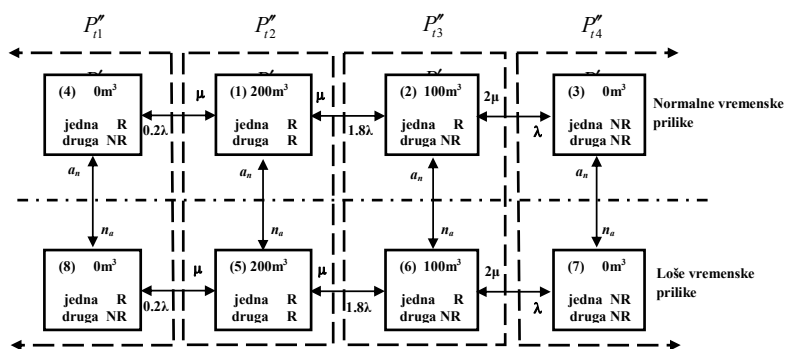 P″t1 P″t2 P″t3 P″t4
(4) 0m³
jedna R
druga NR
μ
0.2λ
(1) 200m³
jedna R
druga R
μ
1.8λ
(2) 100m³
jedna R
druga NR
2μ
λ
(3) 0m³
jedna NR
druga NR
Normalne vremenske
prilike
aₙ aₙ aₙ aₙ
nₐ nₐ nₐ nₐ
(8) 0m³
jedna R
druga NR
μ
0.2λ
(5) 200m³
jedna R
druga R
μ
1.8λ
(6) 100m³
jedna R
druga NR
2μ
λ
(7) 0m³
jedna NR
druga NR
Loše vremenske
prilike